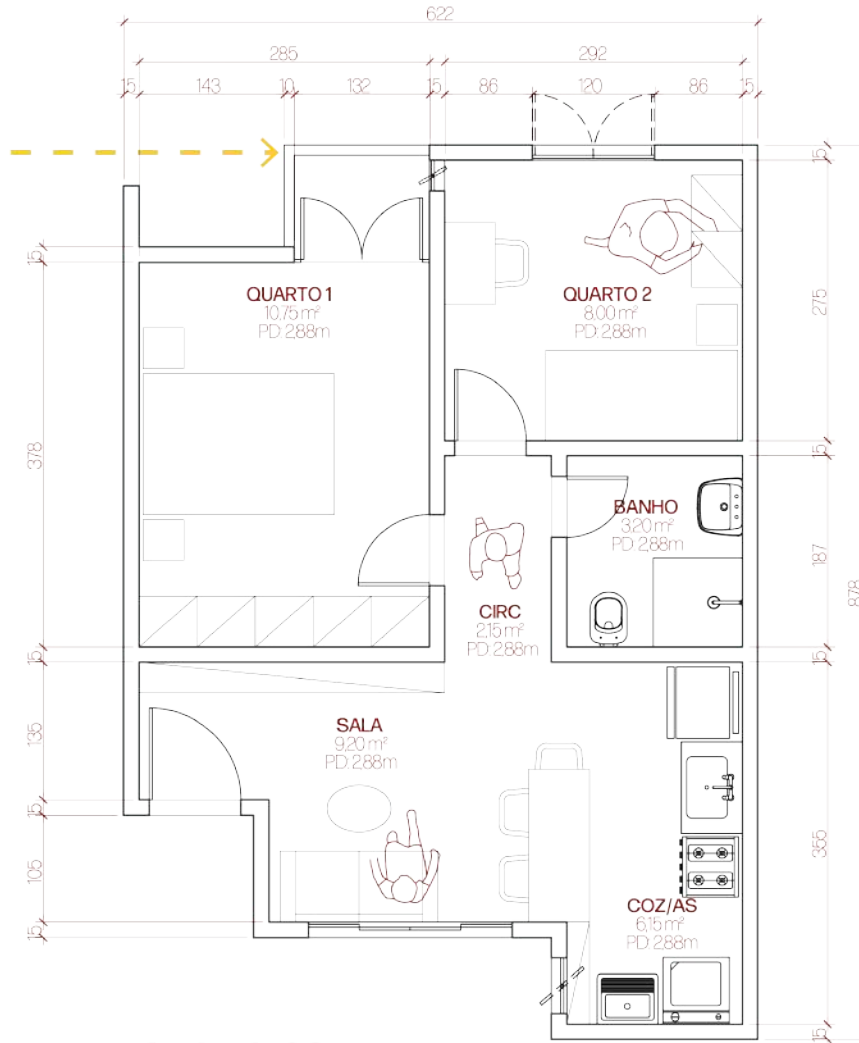 622
285
292
15
143
10
132
15
86
120
86
15
15
15
QUARTO 1
10,75 m²
PD: 2,88m
QUARTO 2
8,00 m²
PD: 2,88m
275
378
15
BANHO
3,20 m²
PD: 2,88m
187
878
CIRC
2,15 m²
PD: 2,88m
15
15
SALA
9,20 m²
PD: 2,88m
135
15
105
355
COZ/AS
6,15 m²
PD: 2,88m
15
15